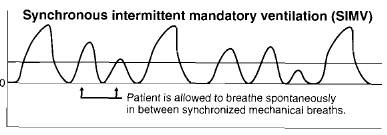 Synchronous intermittent mandatory ventilation (SIMV)
0
Patient is allowed to breathe spontaneously
in between synchronized mechanical breaths.